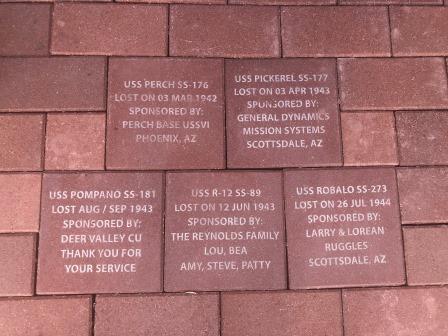 USS PERCH SS-176
LOST ON 03 MAR 1942
SPONSORED BY:
PERCH BASE USSVI
PHOENIX, AZ
USS PICKEREL SS-177
LOST ON 03 APR 1943
SPONSORED BY:
GENERAL DYNAMICS
MISSION SYSTEMS
SCOTTSDALE, AZ
USS POMPANO SS-181
LOST AUG / SEP 1943
SPONSORED BY:
DEER VALLEY CU
THANK YOU FOR
YOUR SERVICE
USS R-12 SS-89
LOST ON 12 JUN 1943
SPONSORED BY:
THE REYNOLDS FAMILY
LOU, BEA
AMY, STEVE, PATTY
USS ROBALO SS-273
LOST ON 26 JUL 1944
SPONSORED BY:
LARRY & LOREAN
RUGGLES
SCOTTSDALE, AZ